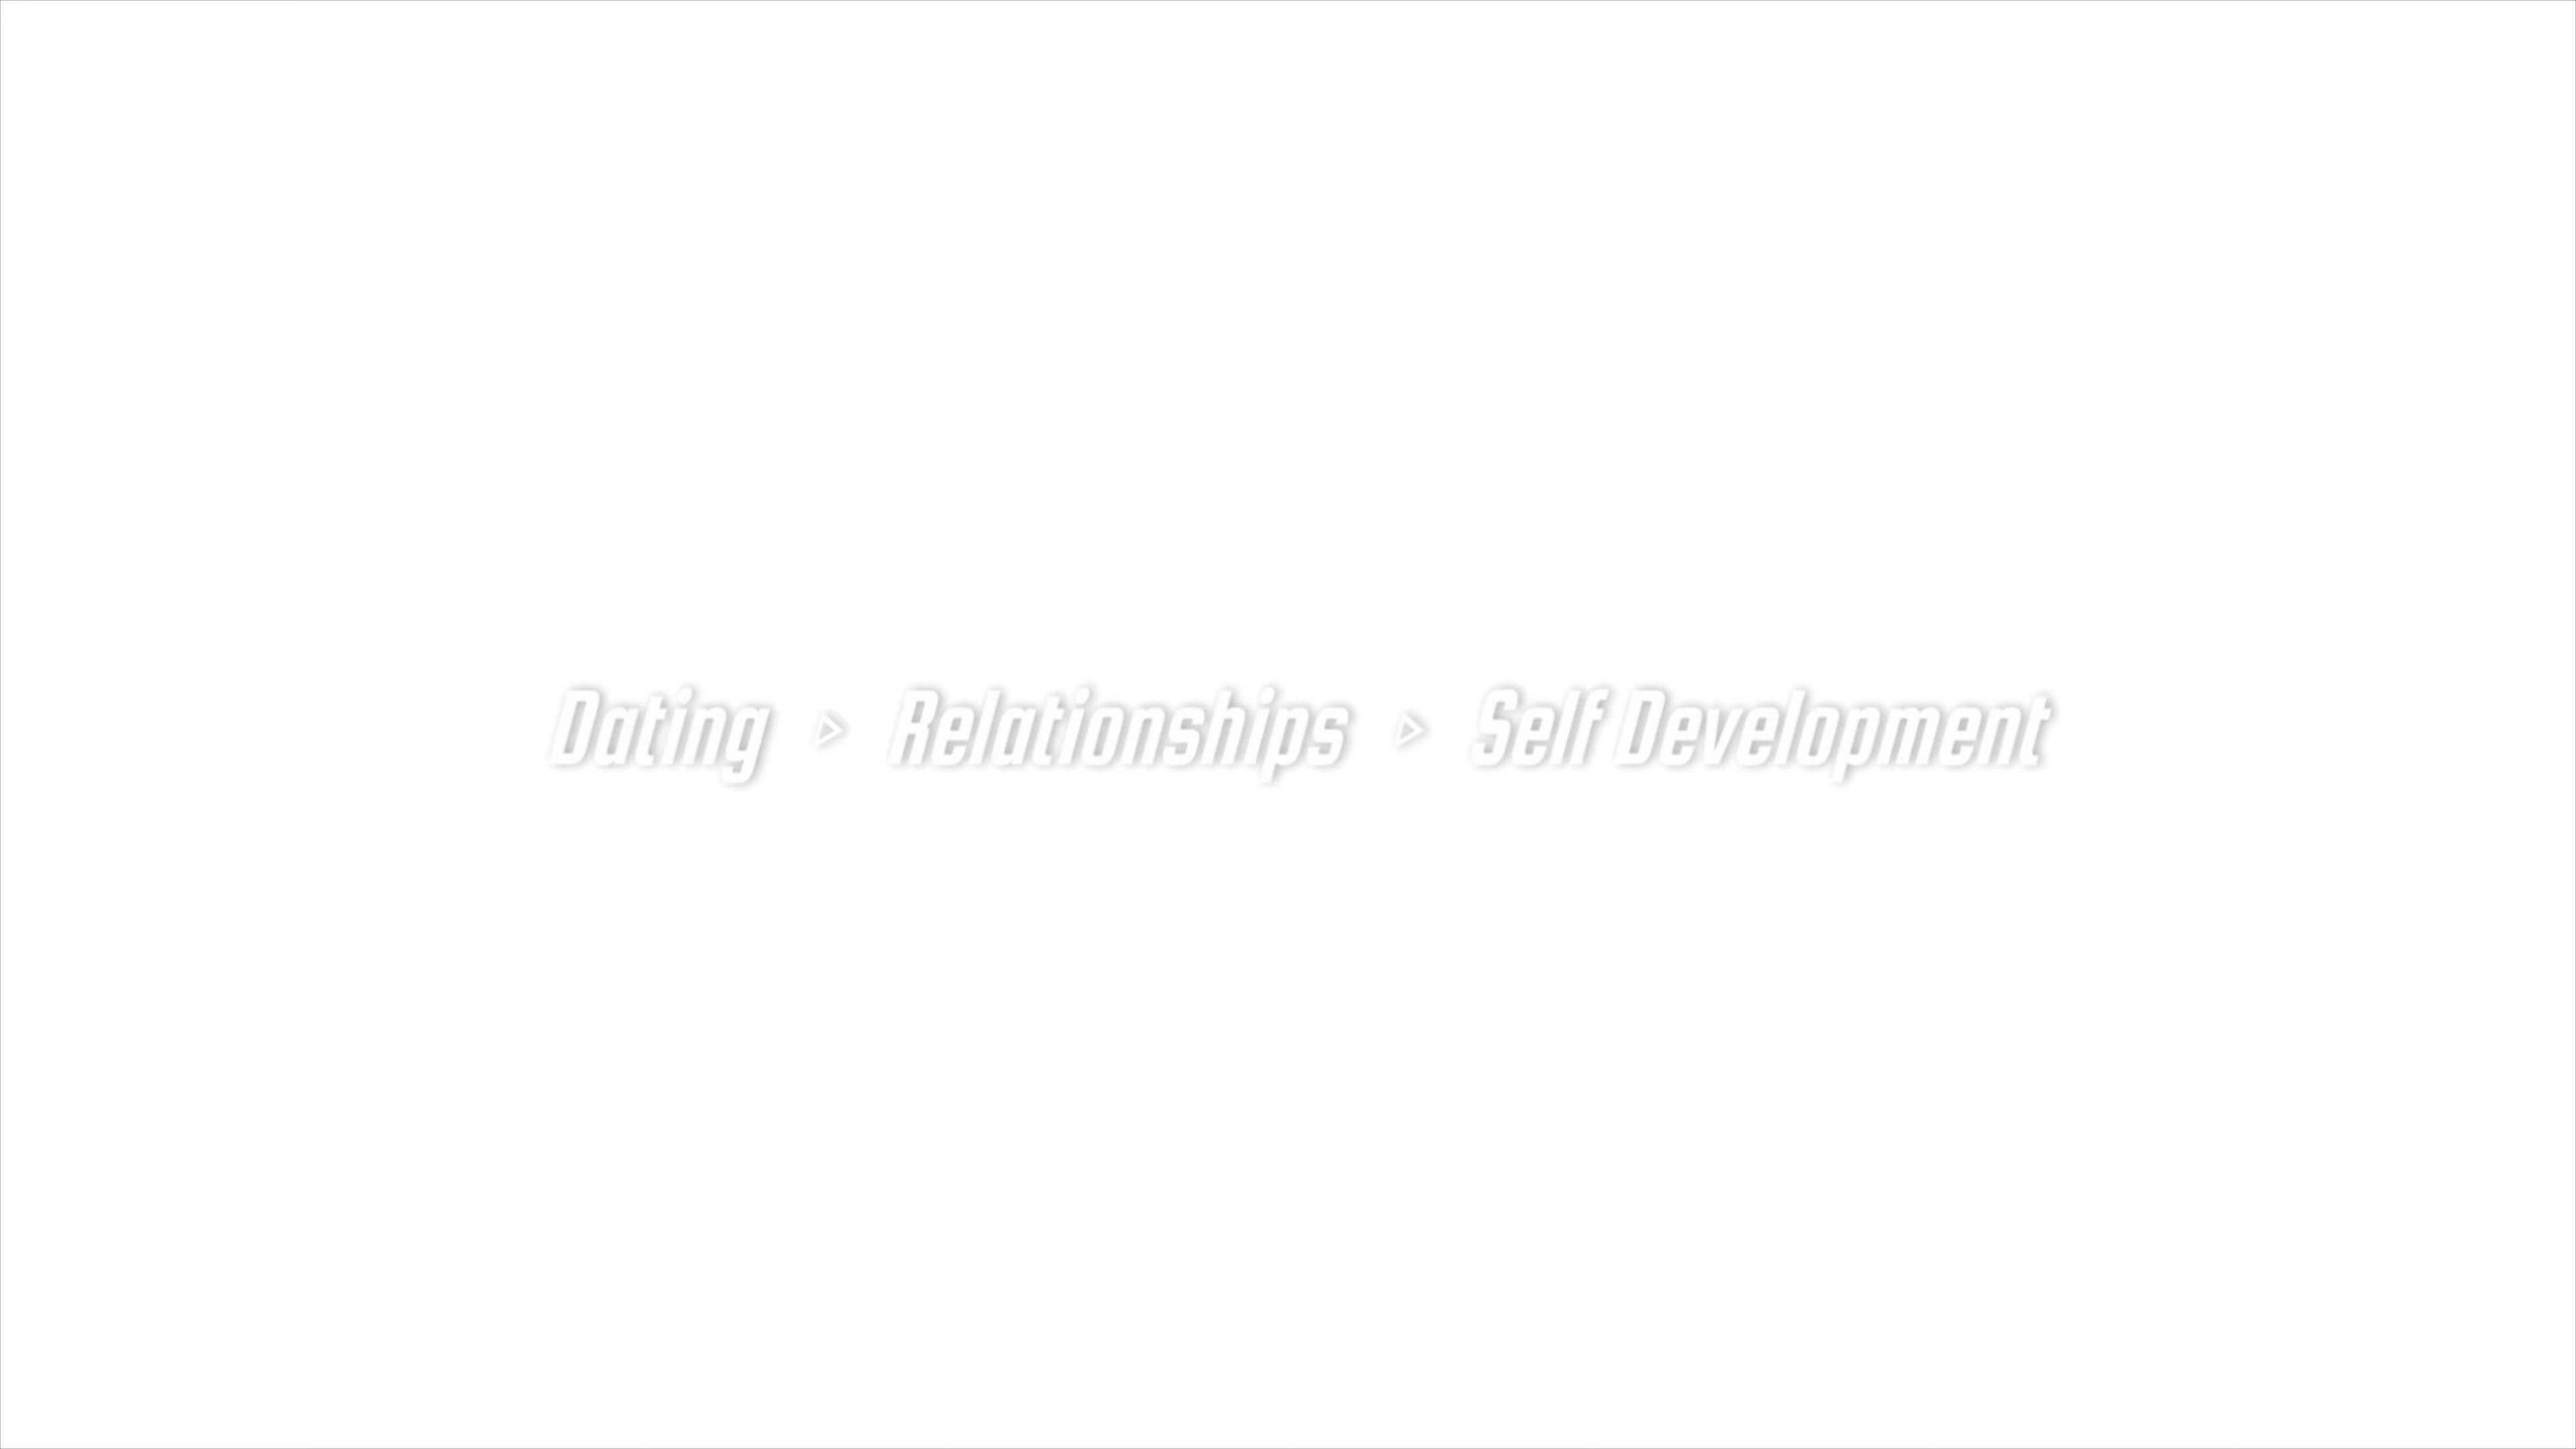 Dating ▹ Relationships ▹ Self Development